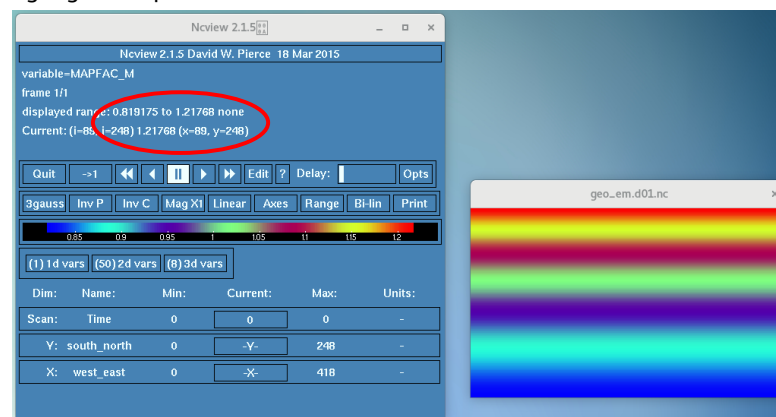 Ncview 2.1.5
Ncview 2.1.5 David W. Pierce 18 Mar 2015
variable=MAPFAC_M
frame 1/1
displayed range: 0.819175 to 1.21768 none
Current: (i=89, j=248) 1.21768 (x=89, y=248)
Quit ->1 Edit ? Delay: Opts
3gauss Inv P Inv C Mag X1 Linear Axes Range Bi-lin Print
0.85 0.9 0.95 1 1.05 1.1 1.15 1.2
(1) 1d vars (50) 2d vars (8) 3d vars
Dim: Name: Min: Current: Max: Units:
Scan: Time 0 0 0 -
Y: south_north 0 -Y- 248 -
X: west_east 0 -X- 418 -
geo_em.d01.nc